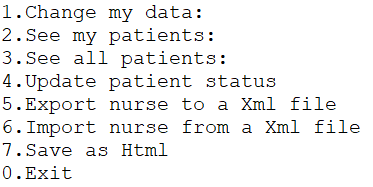 1.Change my data:
2.See my patients:
3.See all patients:
4.Update patient status
5.Export nurse to a Xml file
6.Import nurse from a Xml file
7.Save as Html
0.Exit